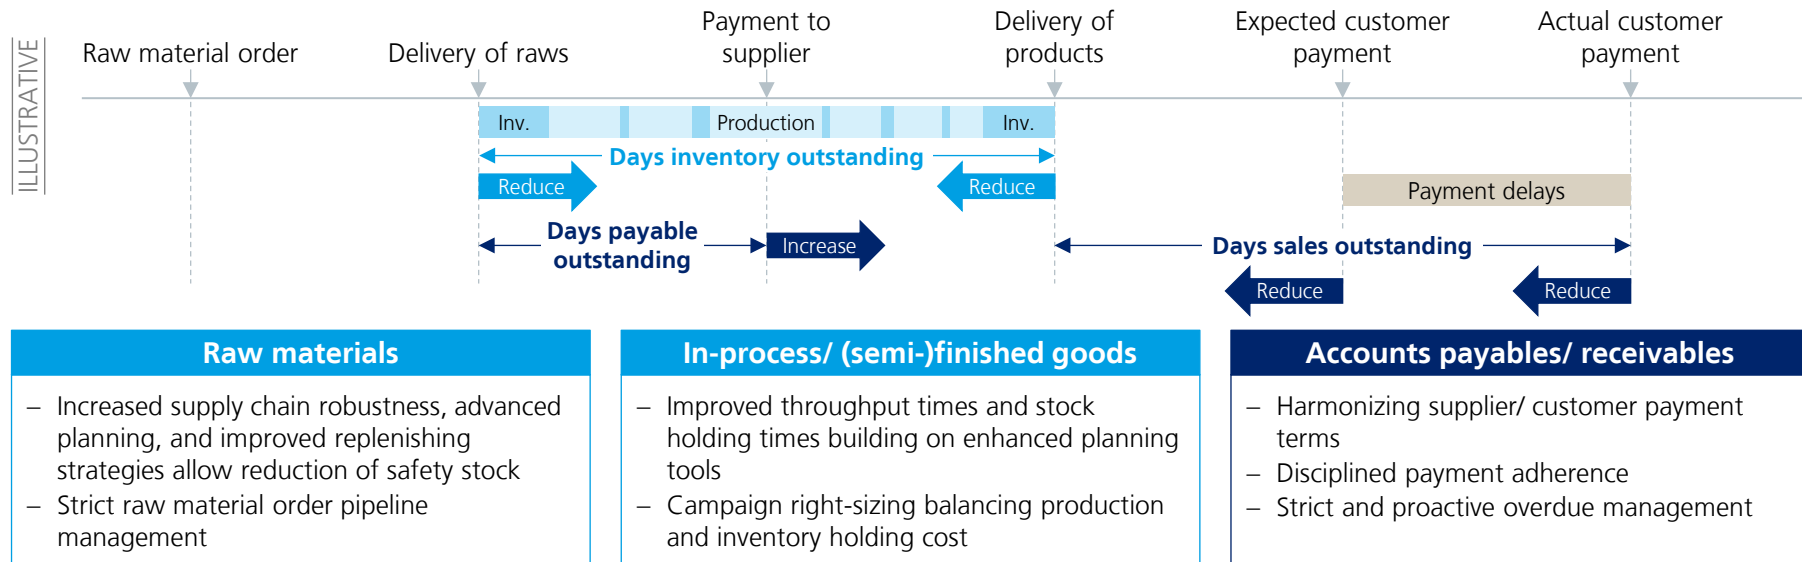 ILLUSTRATIVE
Raw material order
Delivery of raws
Payment to
supplier
Delivery of
products
Expected customer
payment
Actual customer
payment
Inv.
Production
Inv.
Days inventory outstanding
Reduce
Reduce
Payment delays
Days payable
outstanding
Increase
Days sales outstanding
Reduce
Reduce
Raw materials
– Increased supply chain robustness, advanced
planning, and improved replenishing
strategies allow reduction of safety stock
– Strict raw material order pipeline
management
In-process/ (semi-)finished goods
– Improved throughput times and stock
holding times building on enhanced planning
tools
– Campaign right-sizing balancing production
and inventory holding cost
Accounts payables/ receivables
– Harmonizing supplier/ customer payment
terms
– Disciplined payment adherence
– Strict and proactive overdue management